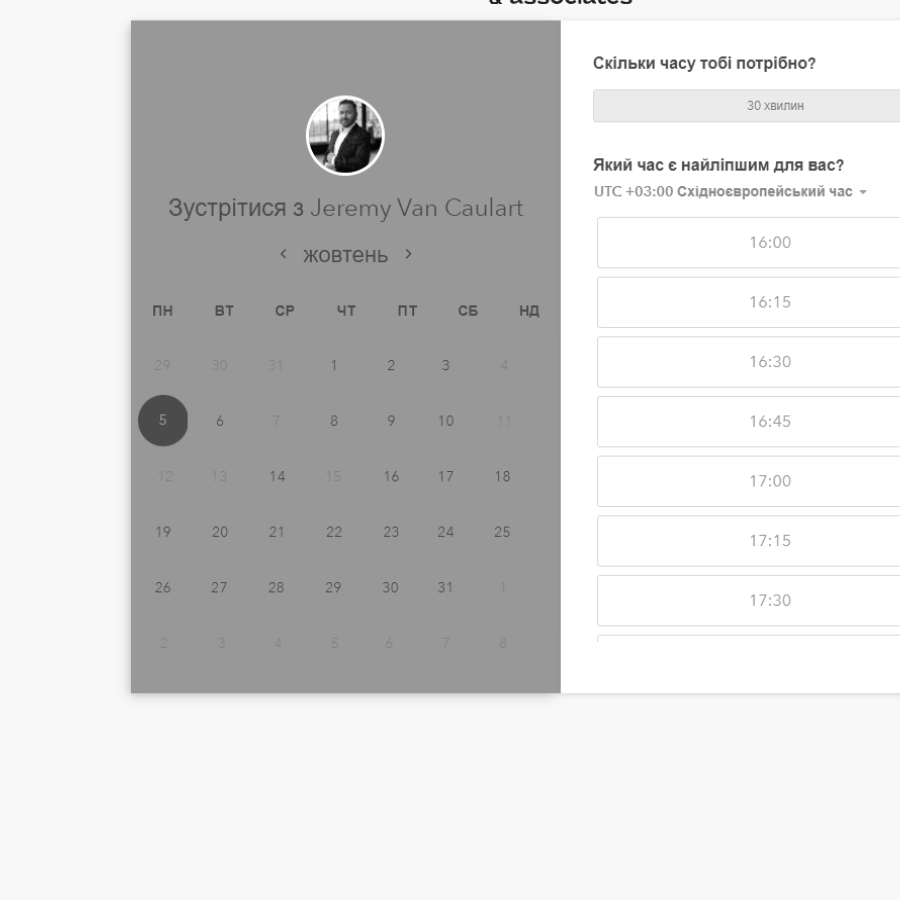 & associates
Зустрітися з Jeremy Van Caulart
‹ жовтень ›
ПН ВТ СР ЧТ ПТ СБ НД
29 30 31 1 2 3 4
5 6 7 8 9 10 11
12 13 14 15 16 17 18
19 20 21 22 23 24 25
26 27 28 29 30 31 1
2 3 4 5 6 7 8
Скільки часу тобі потрібно?
30 хвилин
Який час є найліпшим для вас?
UTC +03:00 Східноєвропейський час
16:00
16:15
16:30
16:45
17:00
17:15
17:30